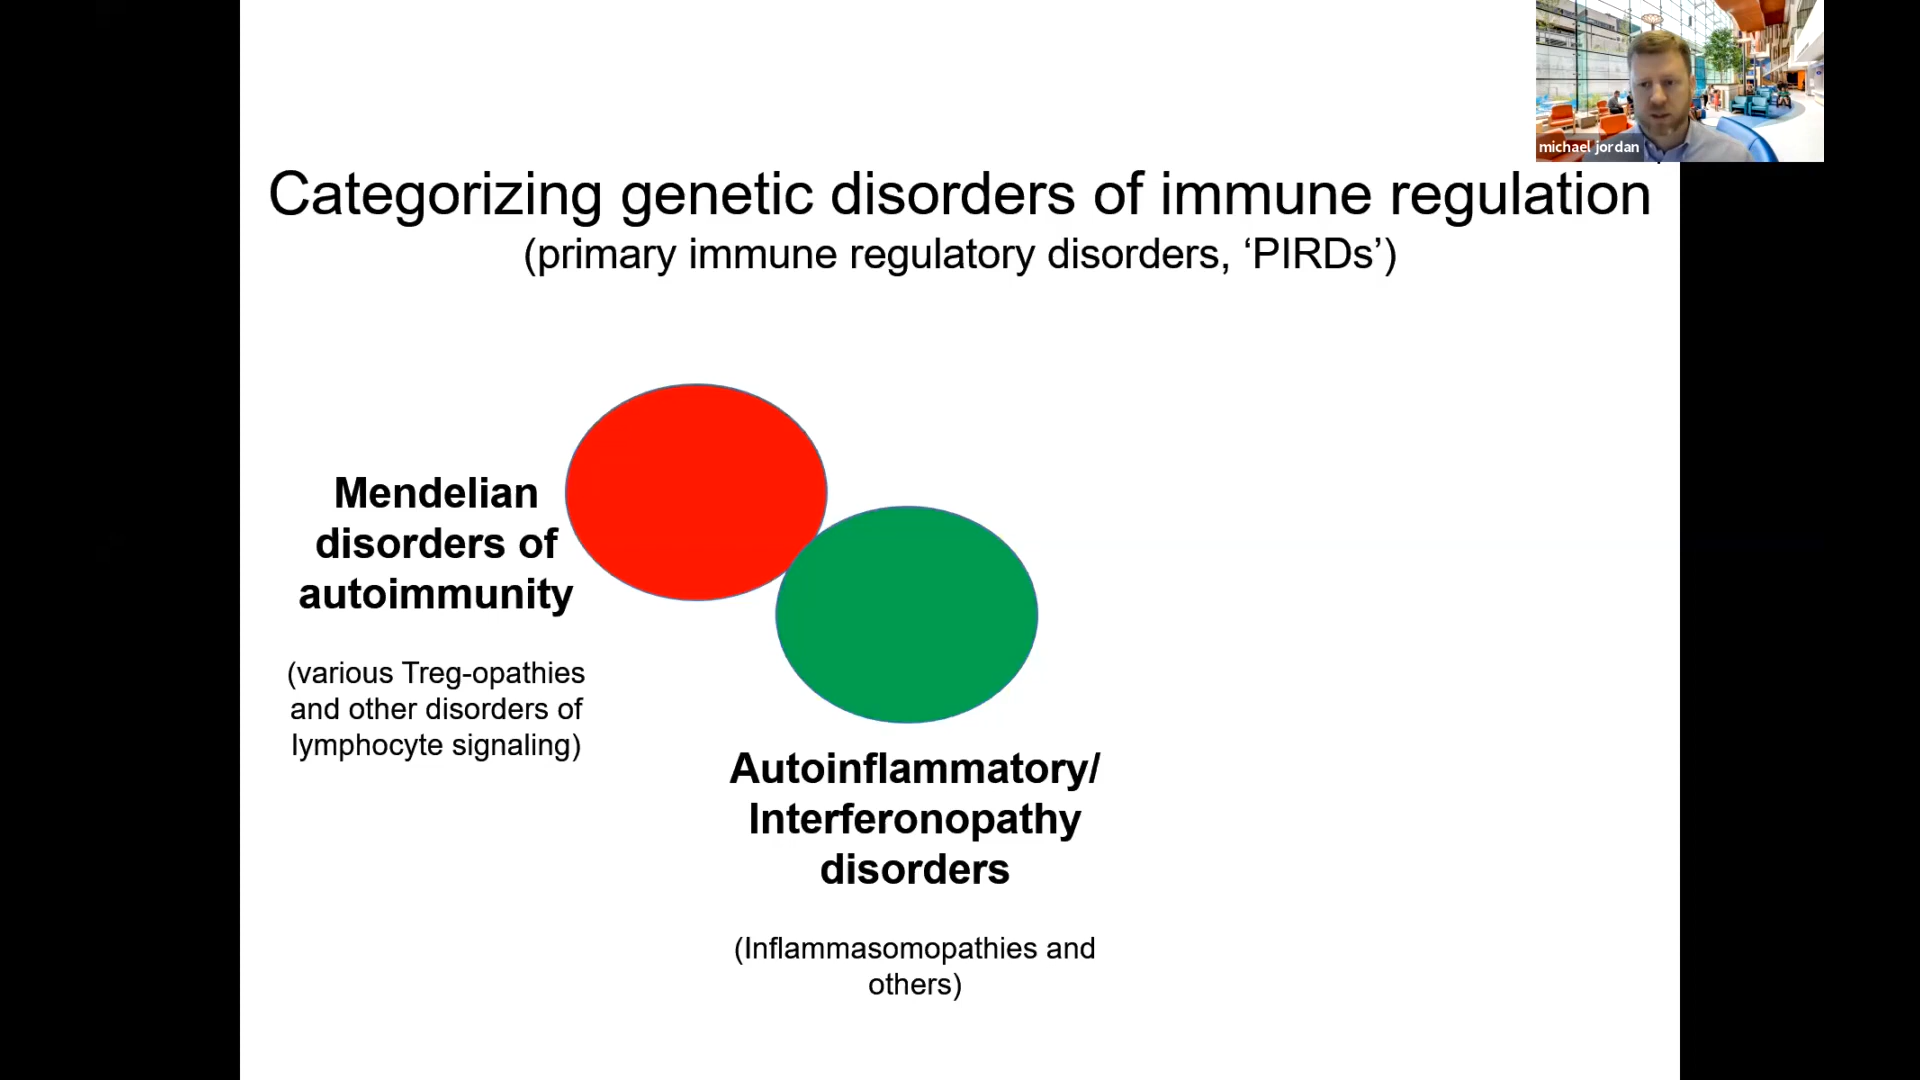 michael jordan
Categorizing genetic disorders of immune regulation
(primary immune regulatory disorders, ‘PIRDs’)
Mendelian
disorders of
autoimmunity
(various Treg-opathies
and other disorders of
lymphocyte signaling)
Autoinflammatory/
Interferonopathy
disorders
(Inflammasomopathies and
others)